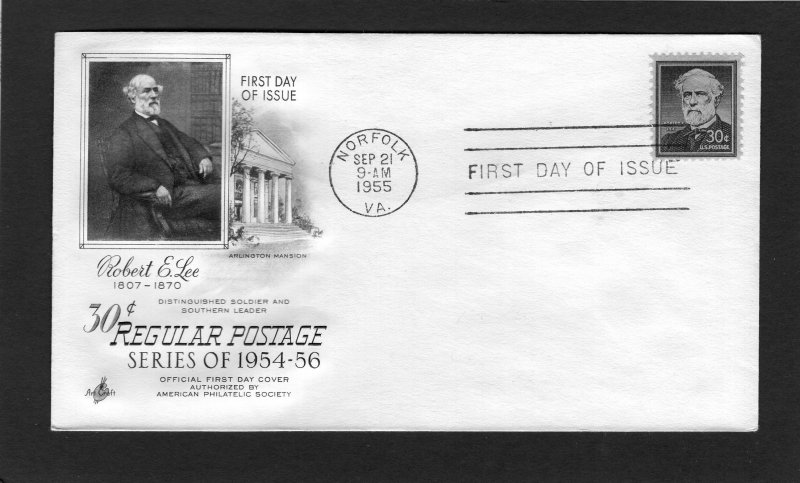 FIRST DAY
OF ISSUE
ARLINGTON MANSION
Robert E. Lee
1807-1870
DISTINGUISHED SOLDIER AND
SOUTHERN LEADER
30¢ REGULAR POSTAGE
SERIES OF 1954-56
OFFICIAL FIRST DAY COVER
AUTHORIZED BY
AMERICAN PHILATELIC SOCIETY
Art Craft
NORFOLK
SEP 21
9-AM
1955
VA.
FIRST DAY OF ISSUE
30¢
U.S. POSTAGE